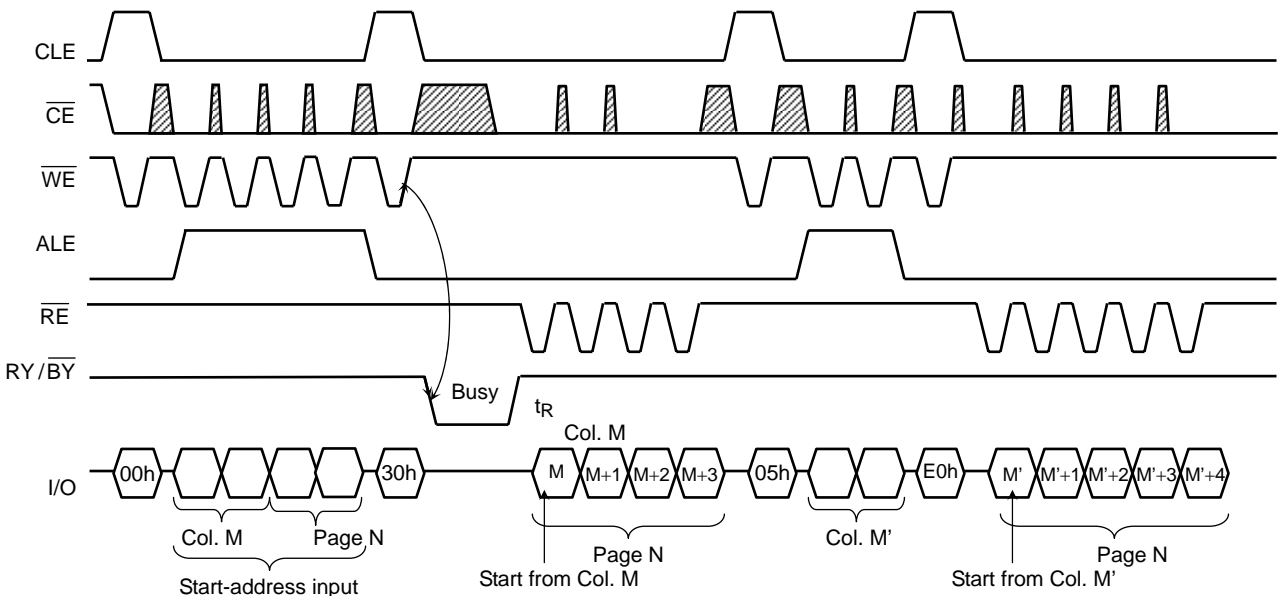 CLE
CE
WE
ALE
RE
RY/BY
Busy
tR
Col. M
I/O
00h
30h
M
M+1
M+2
M+3
05h
E0h
M'
M'+1
M'+2
M'+3
M'+4
Col. M
Page N
Page N
Col. M'
Page N
Start-address input
Start from Col. M
Start from Col. M'